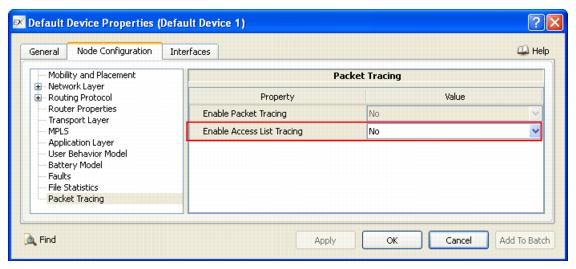 EX Default Device Properties (Default Device 1)
General Node Configuration Interfaces Help
Mobility and Placement
Network Layer
Routing Protocol
Router Properties
Transport Layer
MPLS
Application Layer
User Behavior Model
Battery Model
Faults
File Statistics
Packet Tracing
Packet Tracing
Property Value
Enable Packet Tracing No
Enable Access List Tracing No
Find Apply OK Cancel Add To Batch